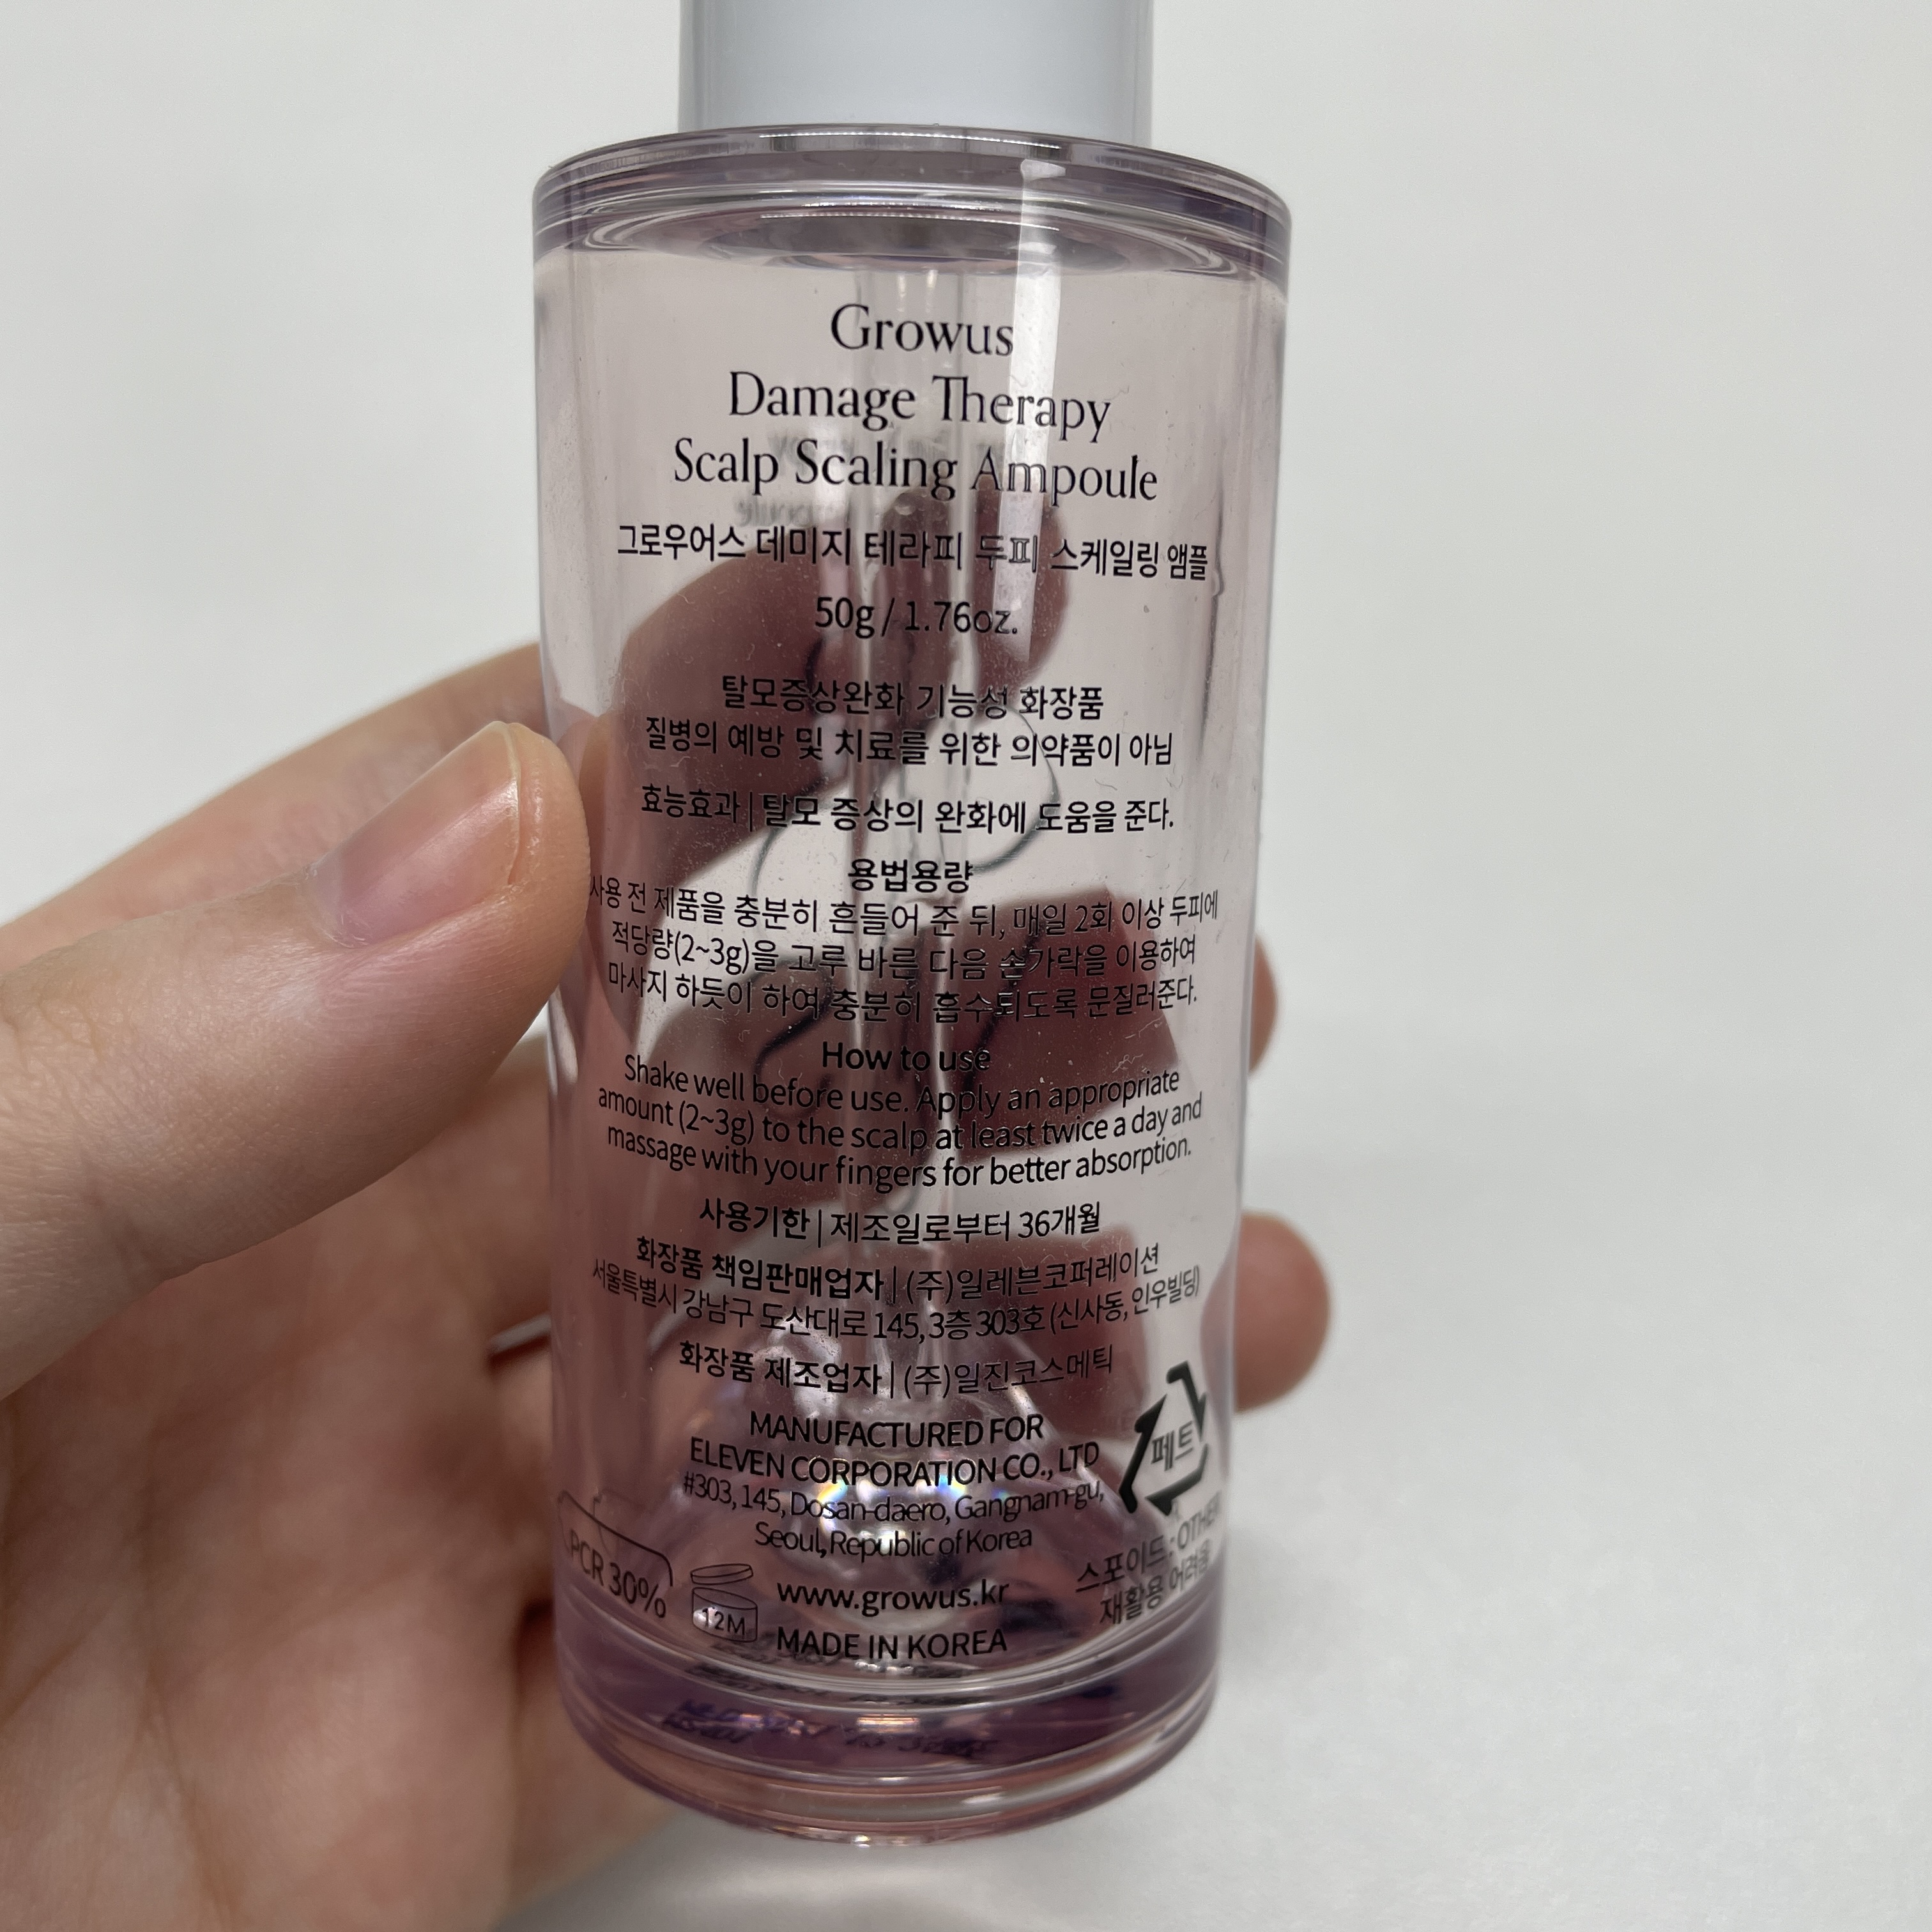 Growus
Damage Therapy
Scalp Scaling Ampoule
그로우어스 데미지 테라피 두피 스케일링 앰플
50g / 1.76oz.
탈모증상완화 기능성 화장품
질병의 예방 및 치료를 위한 의약품이 아님
효능효과 | 탈모 증상의 완화에 도움을 준다.
용법용량
사용 전 제품을 충분히 흔들어 준 뒤, 매일 2회 이상 두피에
적당량(2~3g)을 고루 바른 다음 손가락을 이용하여
마사지 하듯이 하여 충분히 흡수되도록 문질러준다.
How to use
Shake well before use. Apply an appropriate
amount (2~3g) to the scalp at least twice a day and
massage with your fingers for better absorption.
사용기한 | 제조일로부터 36개월
화장품 책임판매업자 | (주)일레븐코퍼레이션
서울특별시 강남구 도산대로 145, 3층 303호 (신사동, 인우빌딩)
화장품 제조업자 | (주)일진코스메틱
MANUFACTURED FOR
ELEVEN CORPORATION CO., LTD
#303, 145, Dosan-daero, Gangnam-gu,
Seoul, Republic of Korea
페트
스포이드 : OTHER
재활용 어려움
PCR 30%
12M
www.growus.kr
MADE IN KOREA